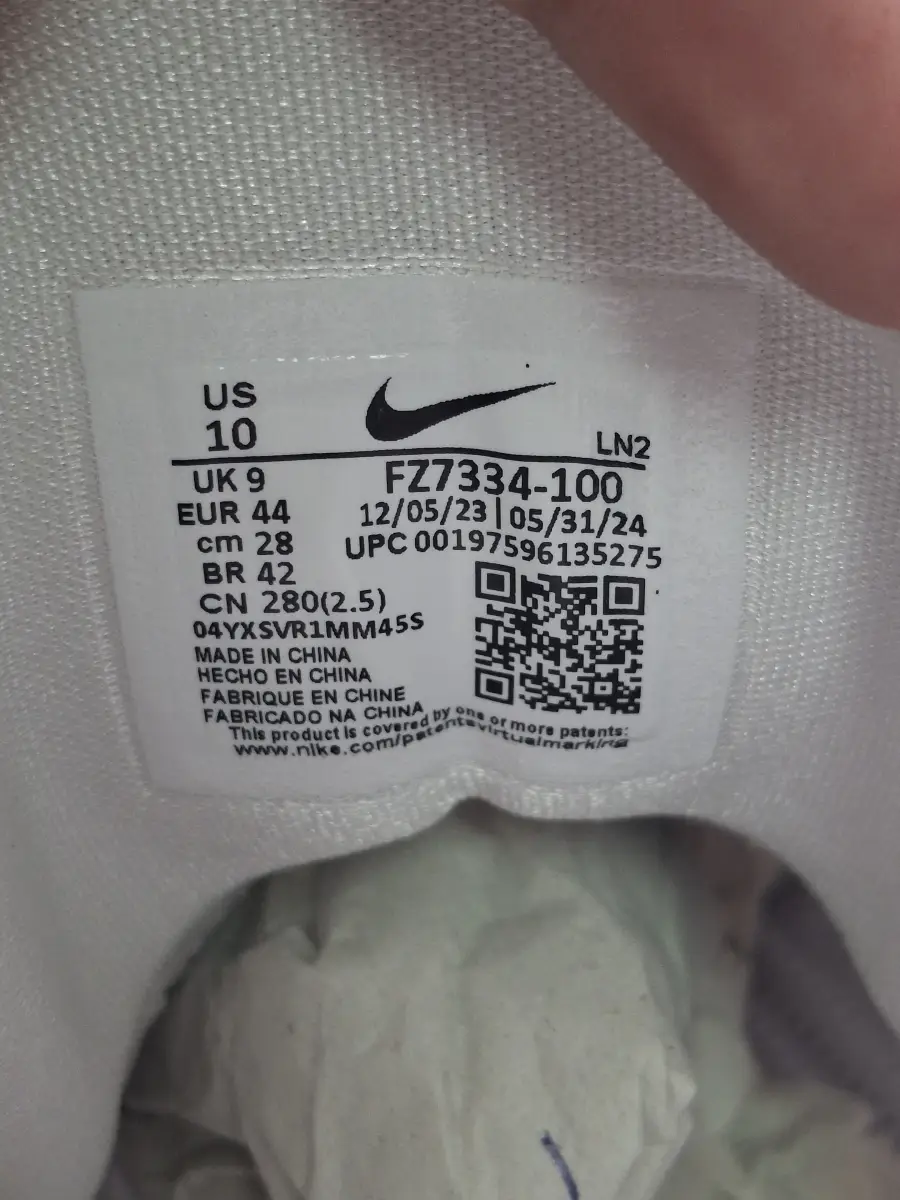 US
10
LN2
UK 9
FZ7334-100
EUR 44
12/05/23 | 05/31/24
cm 28
UPC 00197596135275
BR 42
CN 280(2.5)
04YXSVR1MM45S
MADE IN CHINA
HECHO EN CHINA
FABRIQUE EN CHINE
FABRICADO NA CHINA
This product is covered by one or more patents:
www.nike.com/patentsvirtualmarking